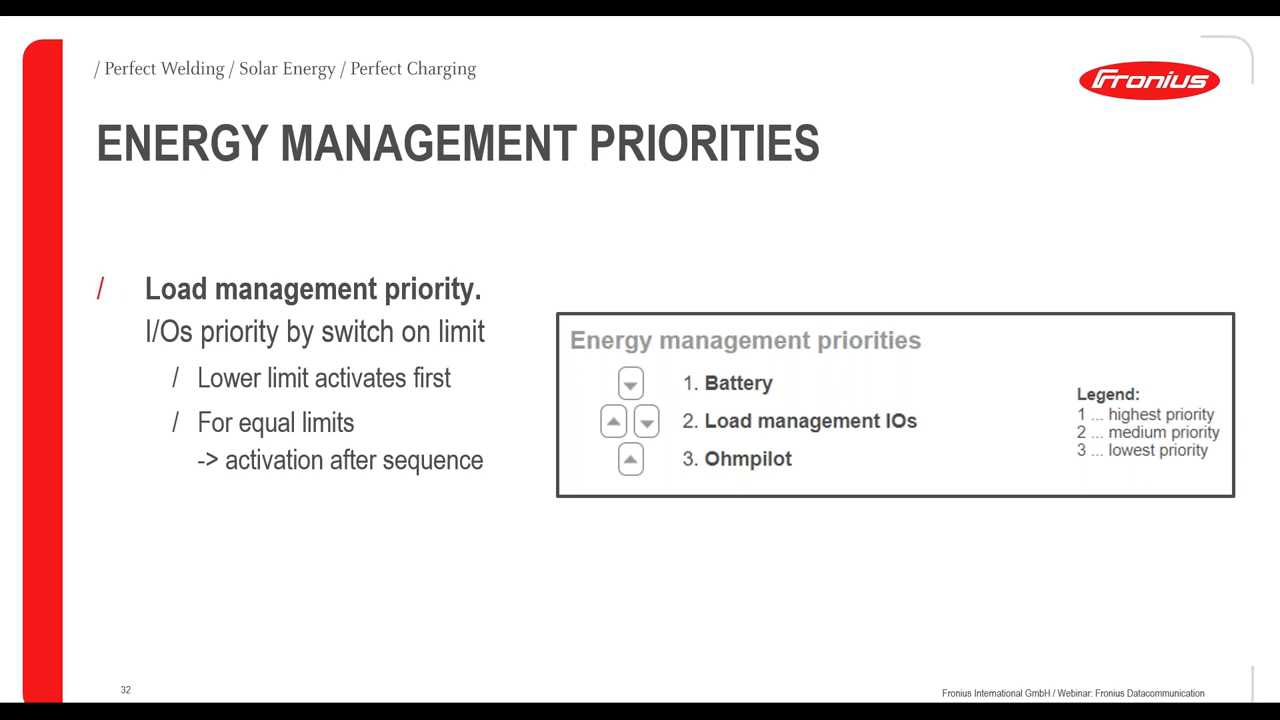 / Perfect Welding / Solar Energy / Perfect Charging
Fronius
ENERGY MANAGEMENT PRIORITIES
/ Load management priority.
I/Os priority by switch on limit
/ Lower limit activates first
/ For equal limits
-> activation after sequence
Energy management priorities
1. Battery
2. Load management IOs
3. Ohmpilot
Legend:
1 ... highest priority
2 ... medium priority
3 ... lowest priority
32
Fronius International GmbH / Webinar: Fronius Datacommunication